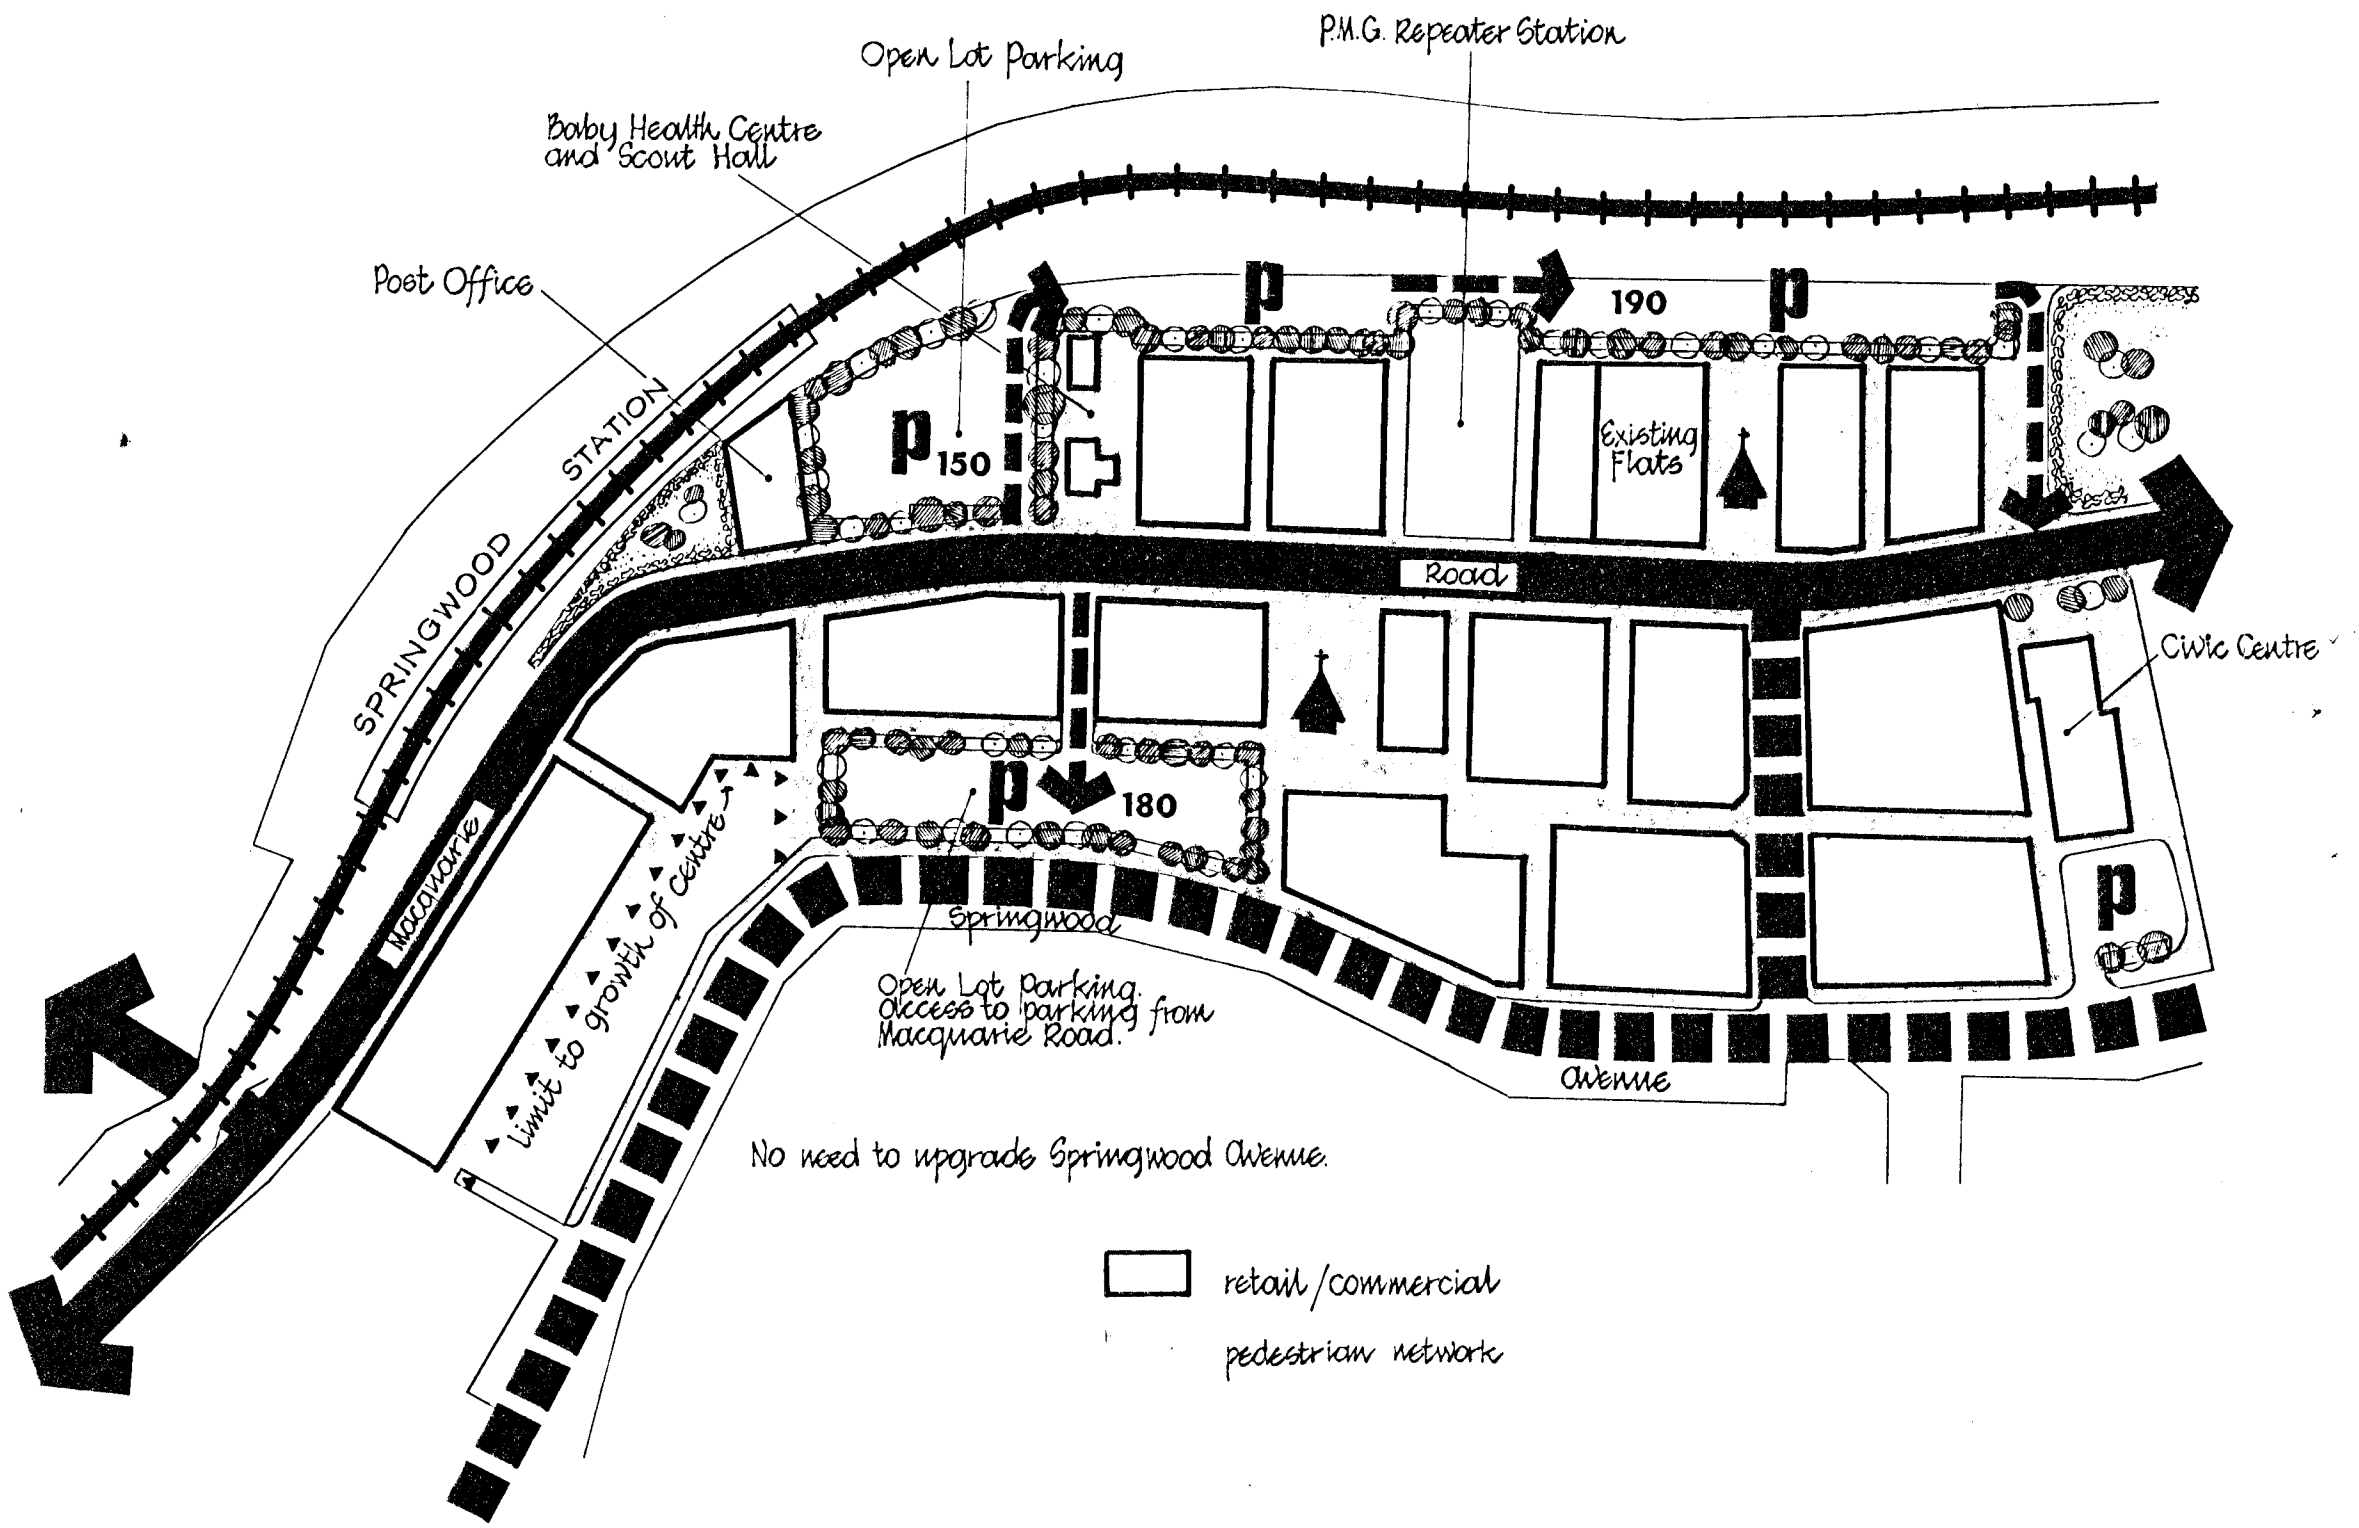 P.M.G. Repeater Station
Open Lot Parking
Baby Health Centre
and Scout Hall
Post Office
SPRINGWOOD STATION
P
P
190
P
150
Existing
Flats
Road
Civic Centre
P
180
Macquarie
Limit to growth of centre
P
Springwood
Open Lot Parking.
Access to parking from
Macquarie Road.
Avenue
No need to upgrade Springwood Avenue.
retail/commercial
pedestrian network